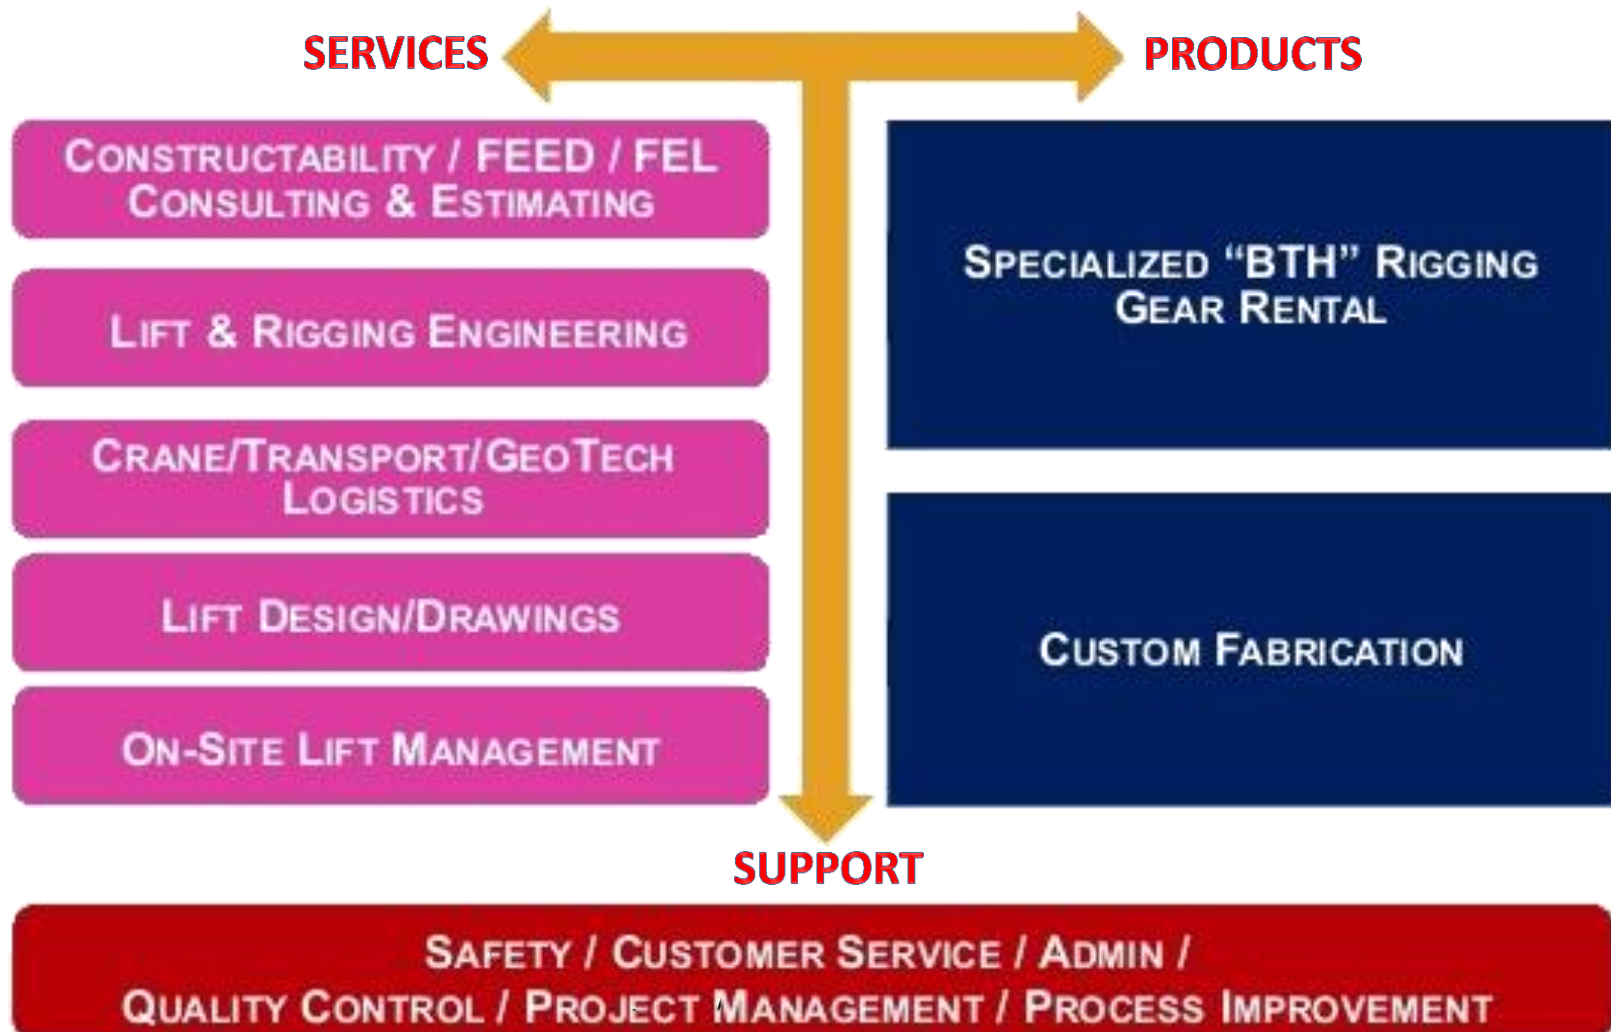 SERVICES
PRODUCTS
CONSTRUCTABILITY / FEED / FEL
CONSULTING & ESTIMATING
LIFT & RIGGING ENGINEERING
CRANE/TRANSPORT/GEOTECH
LOGISTICS
LIFT DESIGN/DRAWINGS
ON-SITE LIFT MANAGEMENT
SPECIALIZED “BTH” RIGGING
GEAR RENTAL
CUSTOM FABRICATION
SUPPORT
SAFETY / CUSTOMER SERVICE / ADMIN /
QUALITY CONTROL / PROJECT MANAGEMENT / PROCESS IMPROVEMENT